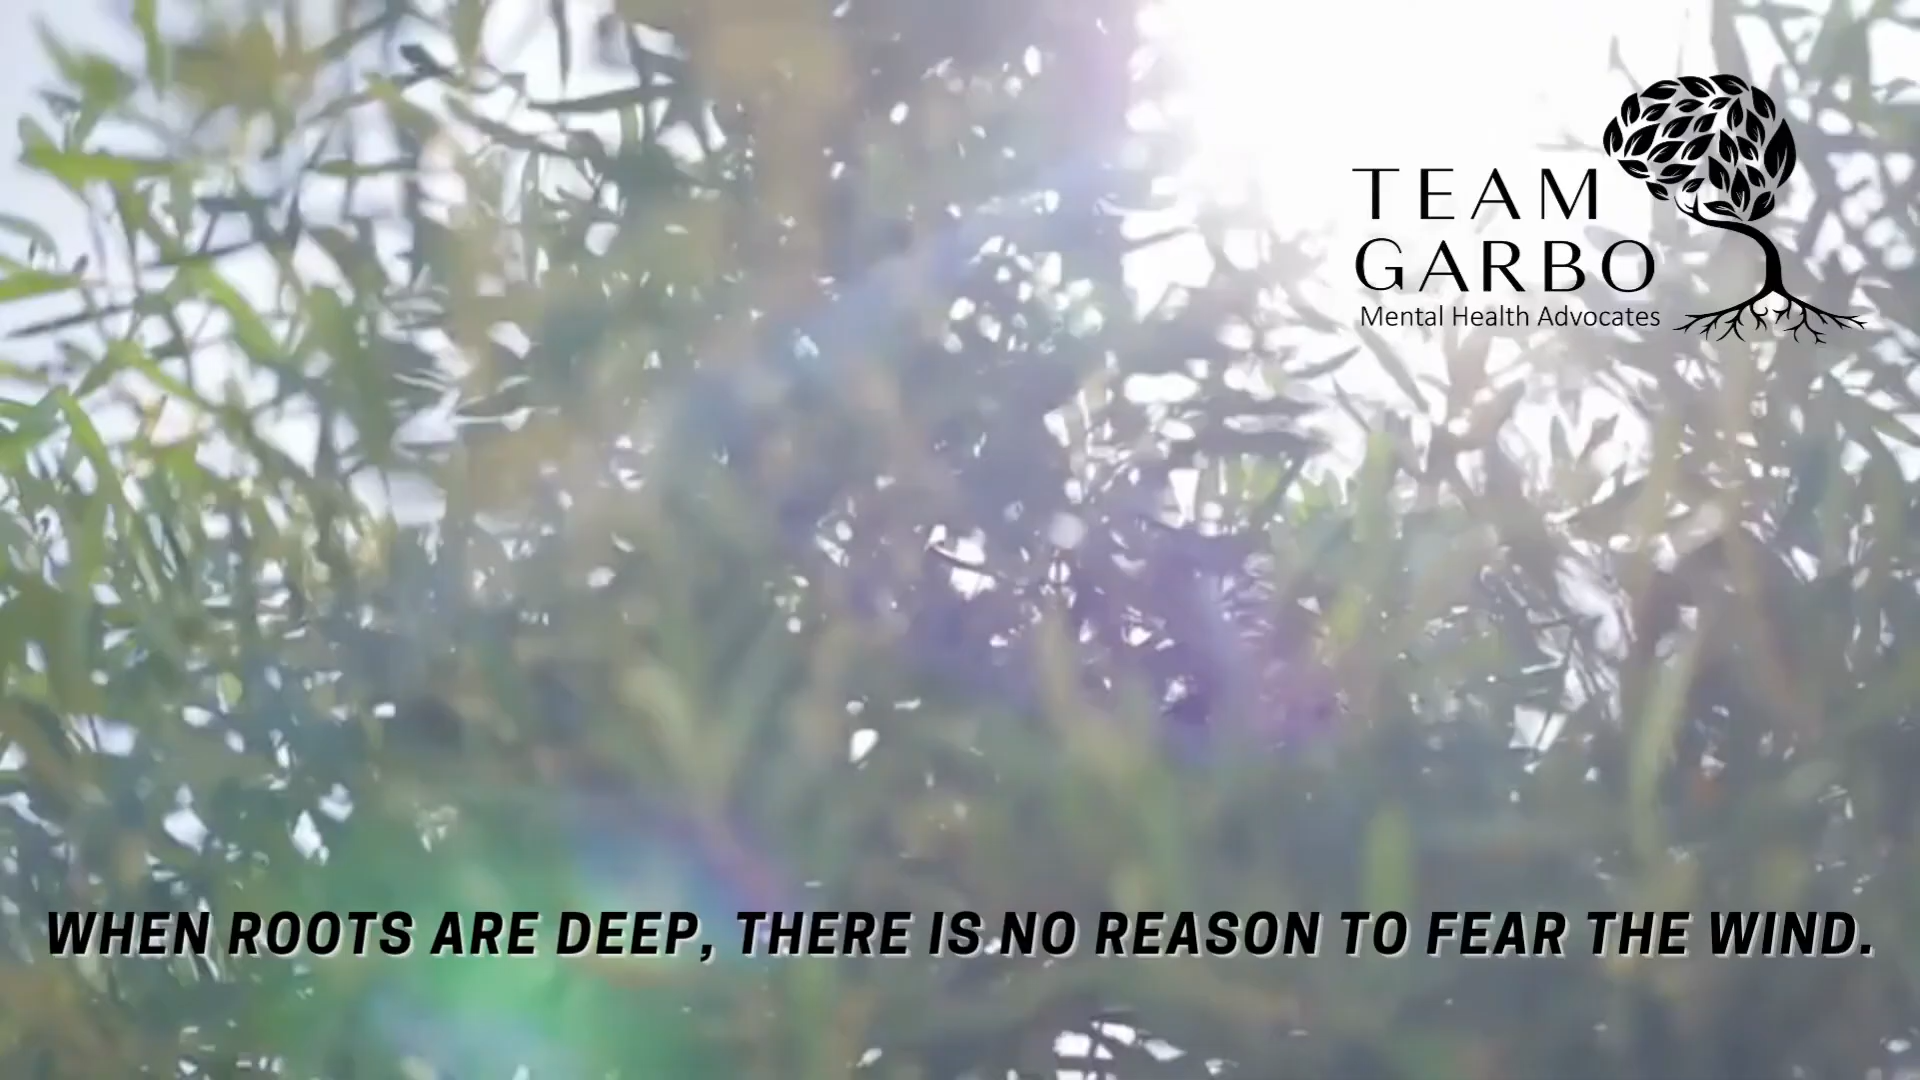 TEAM
GARBO
Mental Health Advocates
WHEN ROOTS ARE DEEP, THERE IS NO REASON TO FEAR THE WIND.